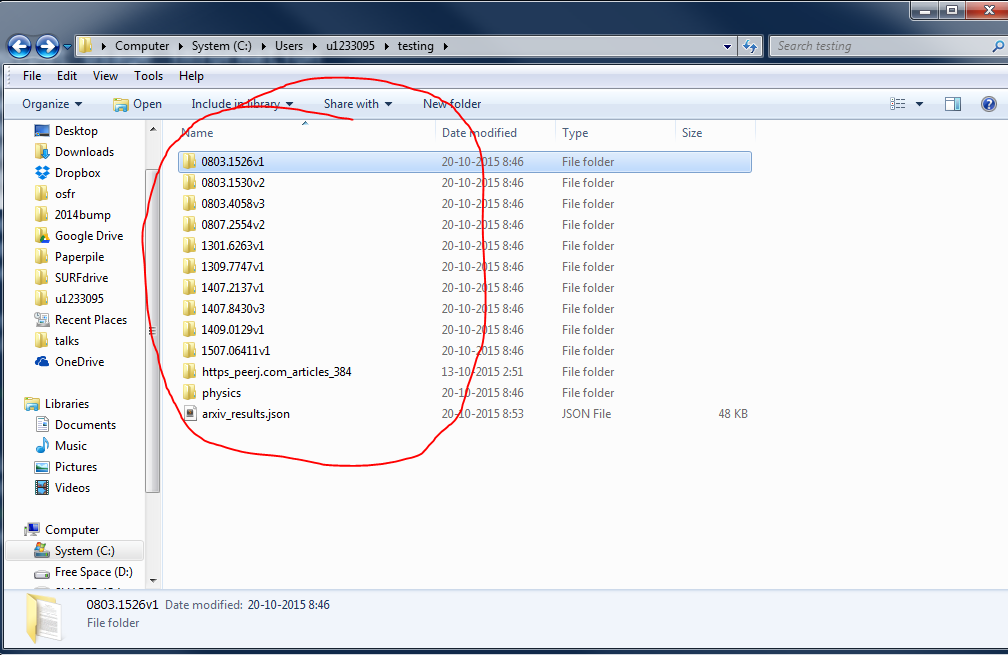 Computer System (C:) Users u1233095 testing Search testing
File Edit View Tools Help
Organize Open Include in library Share with New folder
Desktop
Downloads
Dropbox
osfr
2014bump
Google Drive
Paperpile
SURFdrive
u1233095
Recent Places
talks
OneDrive
Libraries
Documents
Music
Pictures
Videos
Computer
System (C:)
Free Space (D:)
Name Date modified Type Size
0803.1526v1 20-10-2015 8:46 File folder
0803.1530v2 20-10-2015 8:46 File folder
0803.4058v3 20-10-2015 8:46 File folder
0807.2554v2 20-10-2015 8:46 File folder
1301.6263v1 20-10-2015 8:46 File folder
1309.7747v1 20-10-2015 8:46 File folder
1407.2137v1 20-10-2015 8:46 File folder
1407.8430v3 20-10-2015 8:46 File folder
1409.0129v1 20-10-2015 8:46 File folder
1507.06411v1 20-10-2015 8:46 File folder
https_peerj.com_articles_384 13-10-2015 2:51 File folder
physics 20-10-2015 8:46 File folder
arxiv_results.json 20-10-2015 8:53 JSON File 48 KB
0803.1526v1 Date modified: 20-10-2015 8:46
File folder